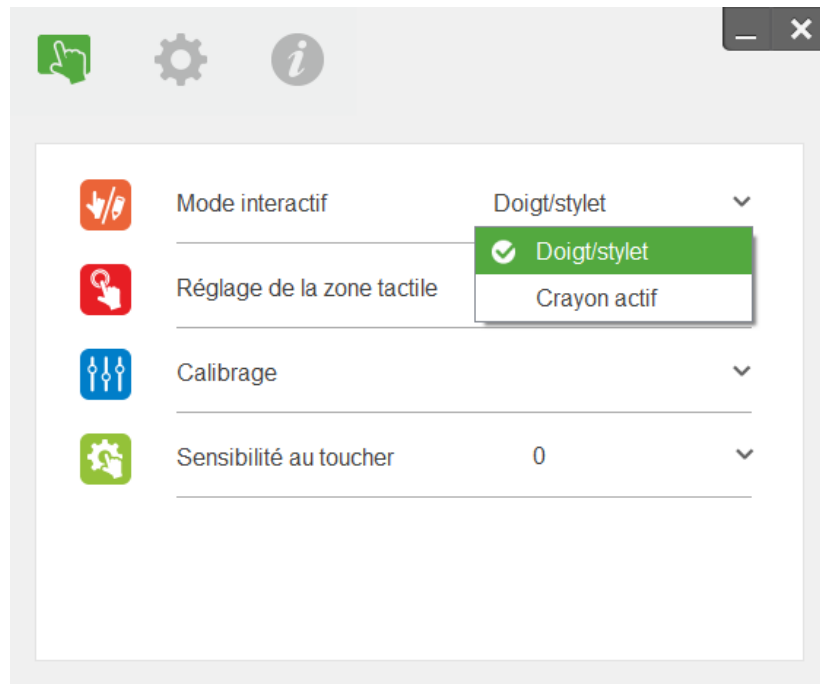 Mode interactif Doigt/stylet
Doigt/stylet
Réglage de la zone tactile
Crayon actif
Calibrage
Sensibilité au toucher 0